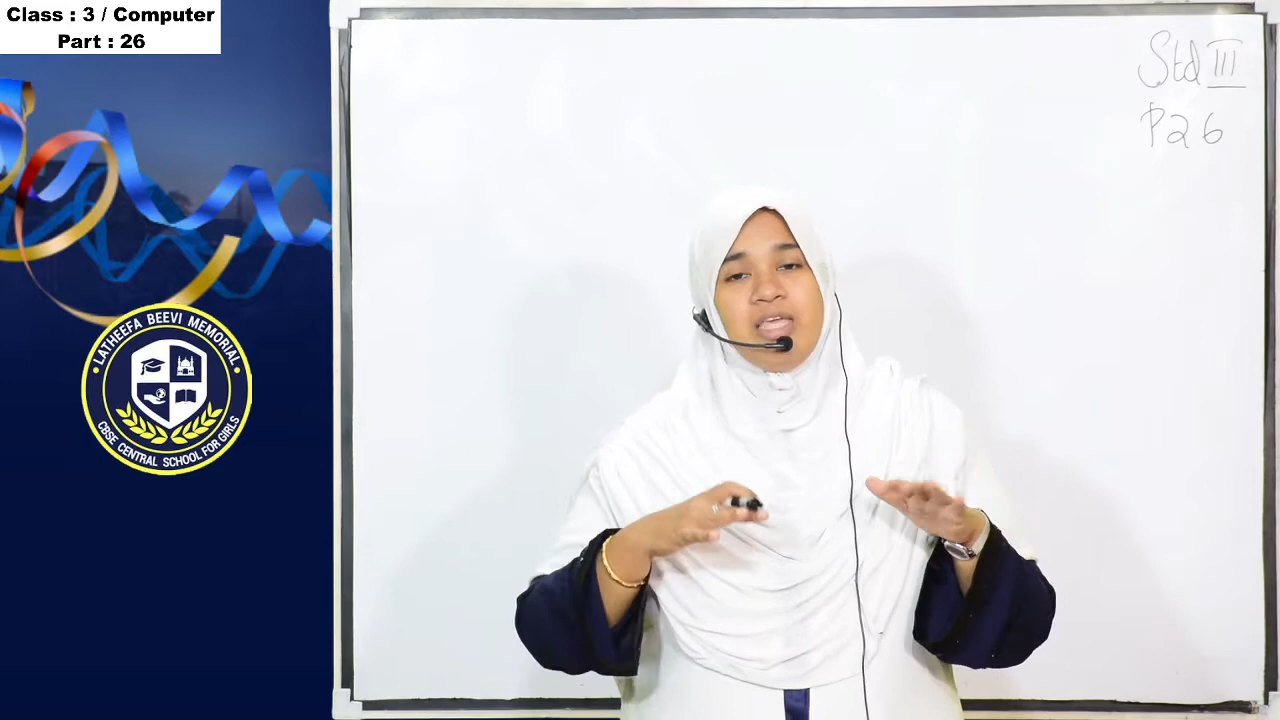 Class : 3 / Computer
Part : 26
Std III
P26
LATHEEFA BEEVI MEMORIAL
CBSE CENTRAL SCHOOL FOR GIRLS